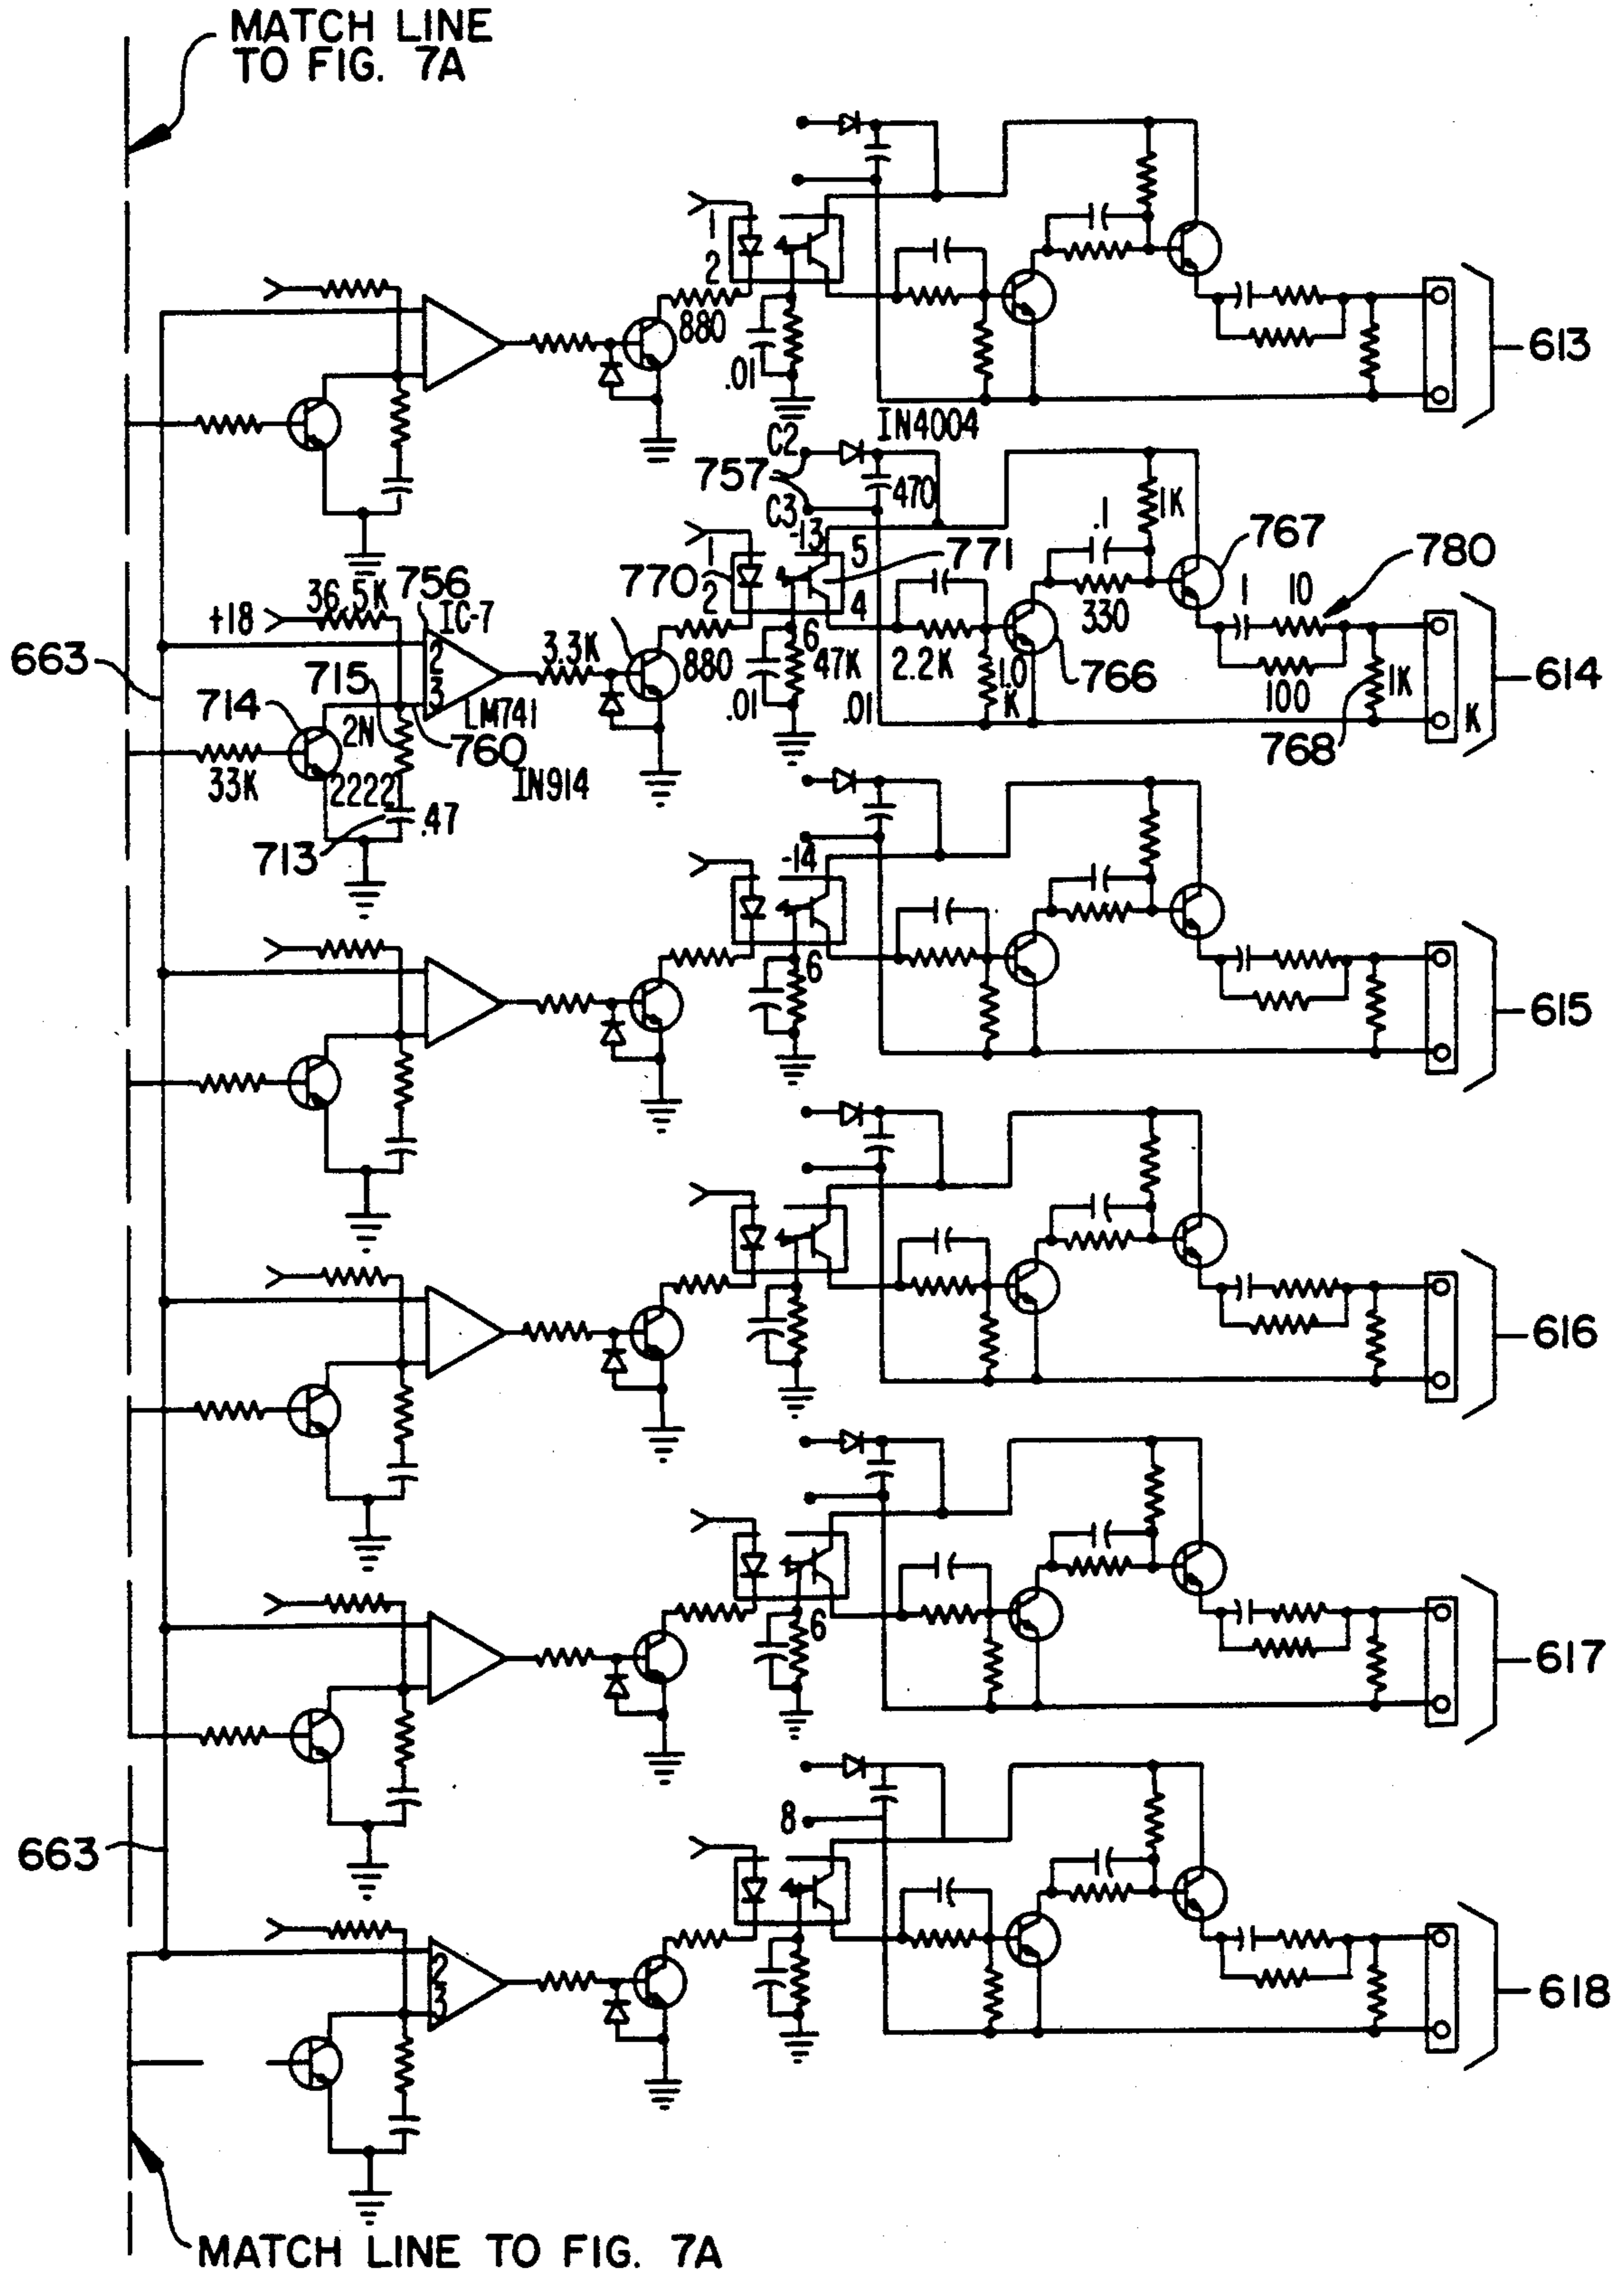 MATCH LINE
TO FIG. 7A
1
2
880
.01
613
C2
IN4004
757
470
C3
-13
.1
1K
767
5
771
780
770
1
2
4
1
10
36.5K
756
+18
IC-7
330
663
2
3
3.3K
880
6
47K
2.2K
1.0
K
766
100
1K
614
715
714
LM741
.01
.01
768
K
2N
760
33K
2222
IN914
.47
713
-14
6
615
616
6
617
8
663
2
3
618
MATCH LINE TO FIG. 7A